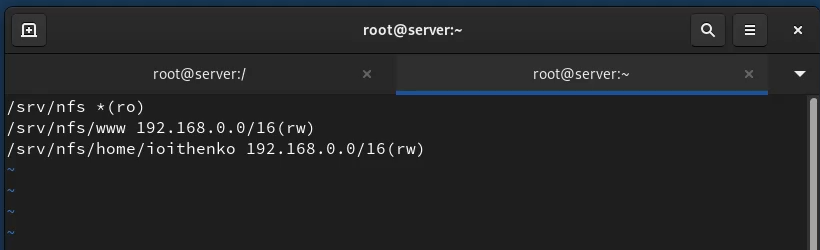 root@server:~
root@server:/
root@server:~
/srv/nfs *(ro)
/srv/nfs/www 192.168.0.0/16(rw)
/srv/nfs/home/ioithenko 192.168.0.0/16(rw)
~
~
~
~